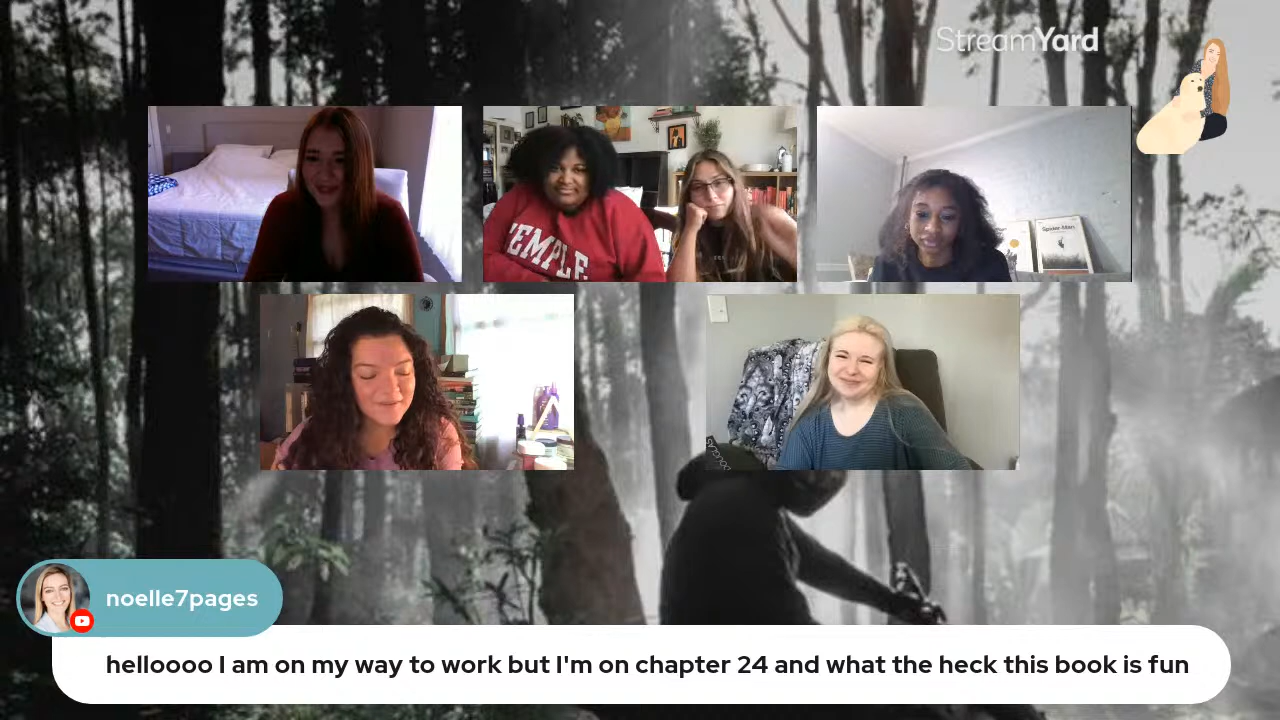 StreamYard
TEMPLE
Spider-Man
DOUGLAS
noelle7pages
helloooo I am on my way to work but I'm on chapter 24 and what the heck this book is fun